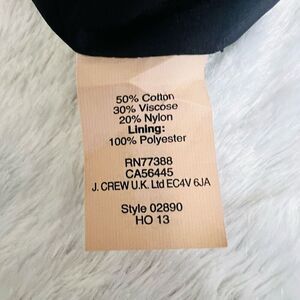 50% Cotton
30% Viscose
20% Nylon
Lining:
100% Polyester
RN77388
CA56445
J. CREW U.K. Ltd EC4V 6JA
Style 02890
HO 13